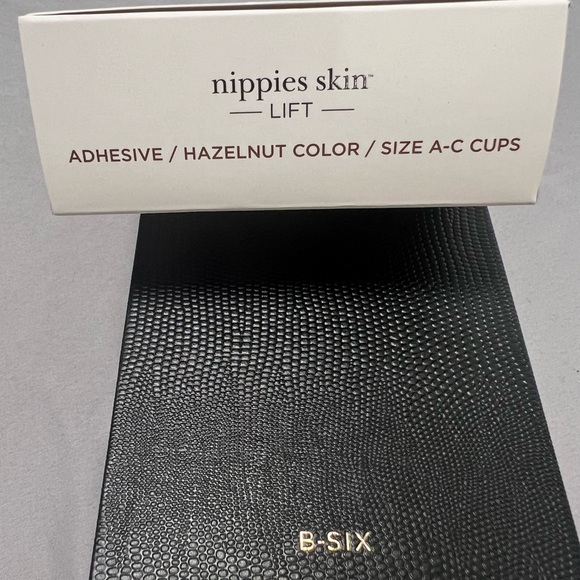 nippies skin™
— LIFT —
ADHESIVE / HAZELNUT COLOR / SIZE A-C CUPS
B-SIX